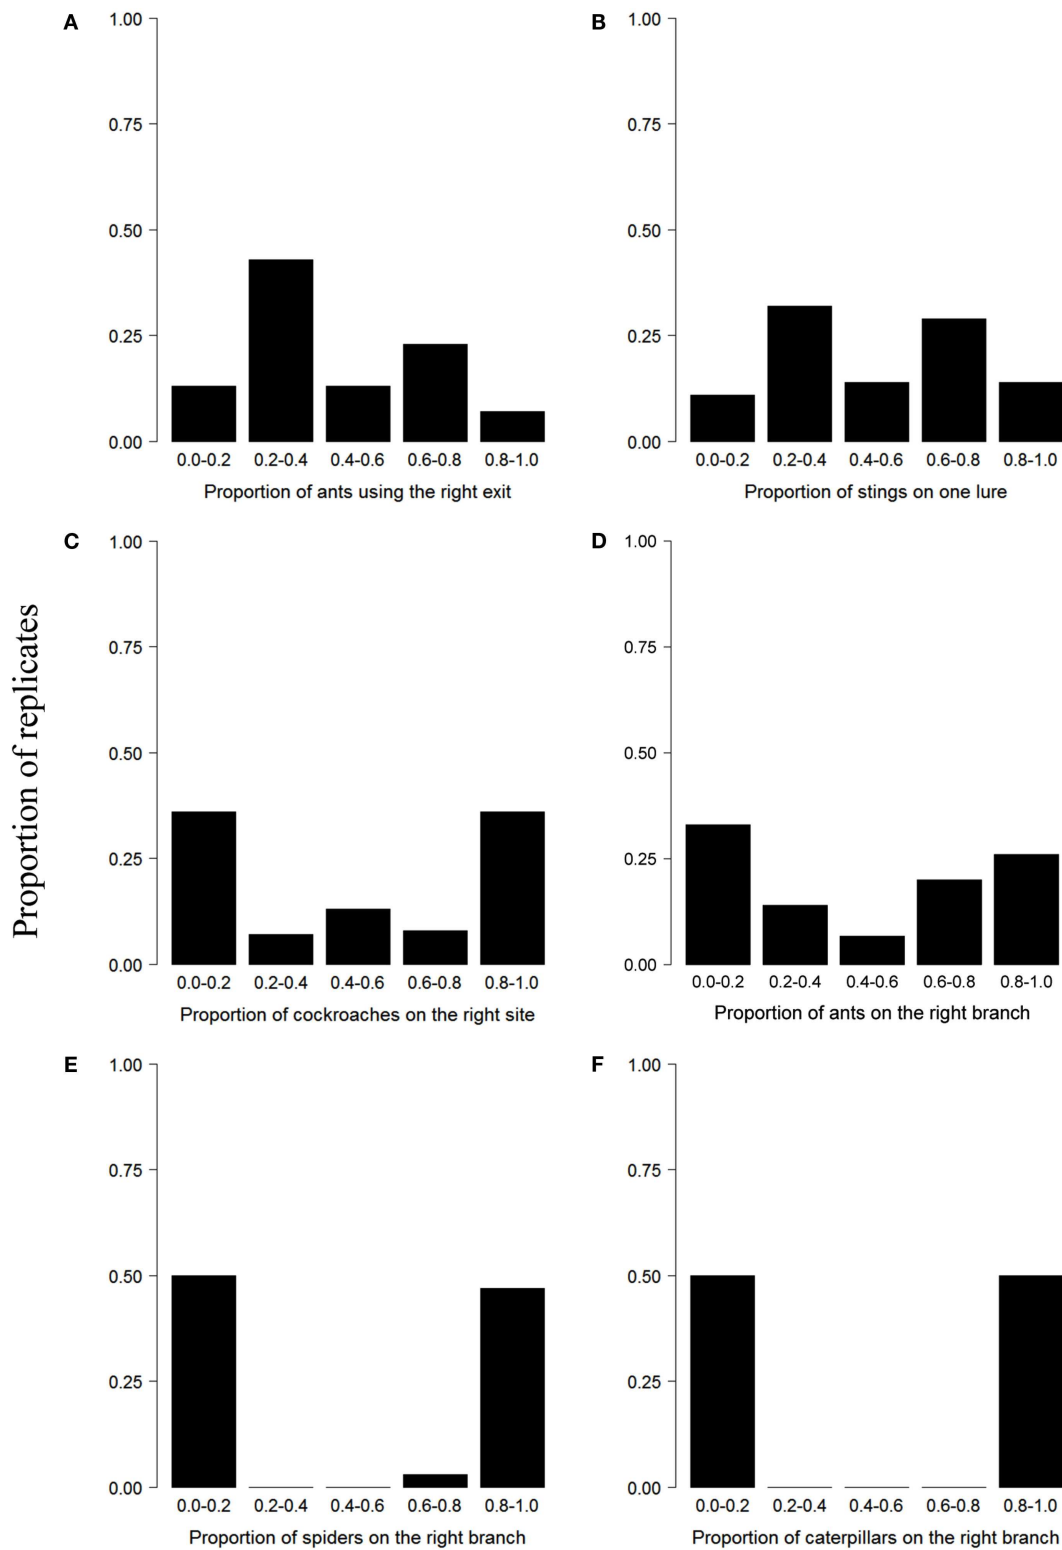 A
1.00
0.75
0.50
0.25
0.00
0.0-0.2 0.2-0.4 0.4-0.6 0.6-0.8 0.8-1.0
Proportion of ants using the right exit
B
1.00
0.75
0.50
0.25
0.00
0.0-0.2 0.2-0.4 0.4-0.6 0.6-0.8 0.8-1.0
Proportion of stings on one lure
Proportion of replicates
C
1.00
0.75
0.50
0.25
0.00
0.0-0.2 0.2-0.4 0.4-0.6 0.6-0.8 0.8-1.0
Proportion of cockroaches on the right site
D
1.00
0.75
0.50
0.25
0.00
0.0-0.2 0.2-0.4 0.4-0.6 0.6-0.8 0.8-1.0
Proportion of ants on the right branch
E
1.00
0.75
0.50
0.25
0.00
0.0-0.2 0.2-0.4 0.4-0.6 0.6-0.8 0.8-1.0
Proportion of spiders on the right branch
F
1.00
0.75
0.50
0.25
0.00
0.0-0.2 0.2-0.4 0.4-0.6 0.6-0.8 0.8-1.0
Proportion of caterpillars on the right branch